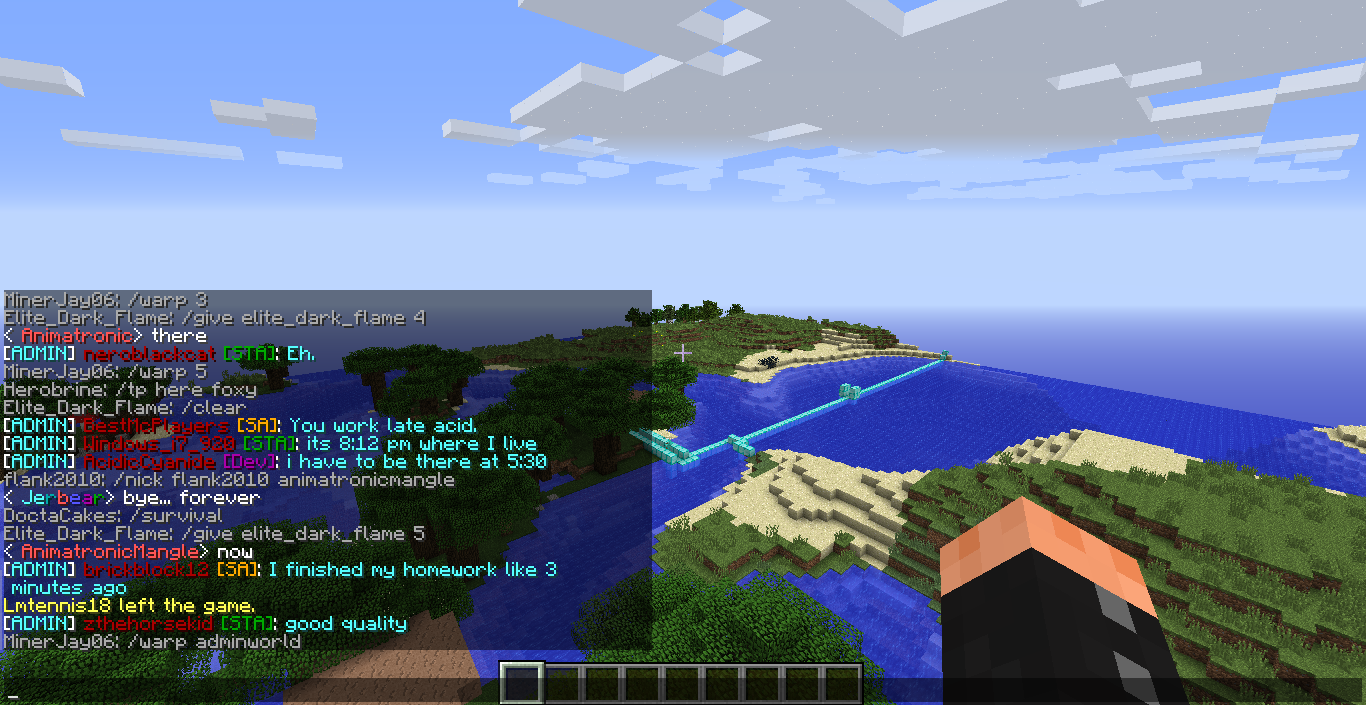 MinerJay06: /warp 3
Elite_Dark_Flame: /give elite_dark_flame 4
< Animatronic> there
[ADMIN] neroblackcat [STA]: Eh.
MinerJay06: /warp 5
Herobrine: /tp here foxy
Elite_Dark_Flame: /clear
[ADMIN] BestMcPlayers [SA]: You work late acid.
[ADMIN] Windows_i7_920 [STA]: its 8:12 pm where I live
[ADMIN] AcidicCyanide [Dev]: i have to be there at 5:30
flank2010: /nick flank2010 animatronicmangle
< Jerbear> bye... forever
DoctaCakes: /survival
Elite_Dark_Flame: /give elite_dark_flame 5
< AnimatronicMangle> now
[ADMIN] brickblock12 [SA]: I finished my homework like 3
minutes ago
Lmtennis18 left the game.
[ADMIN] zthehorsekid [STA]: good quality
MinerJay06: /warp adminworld
_